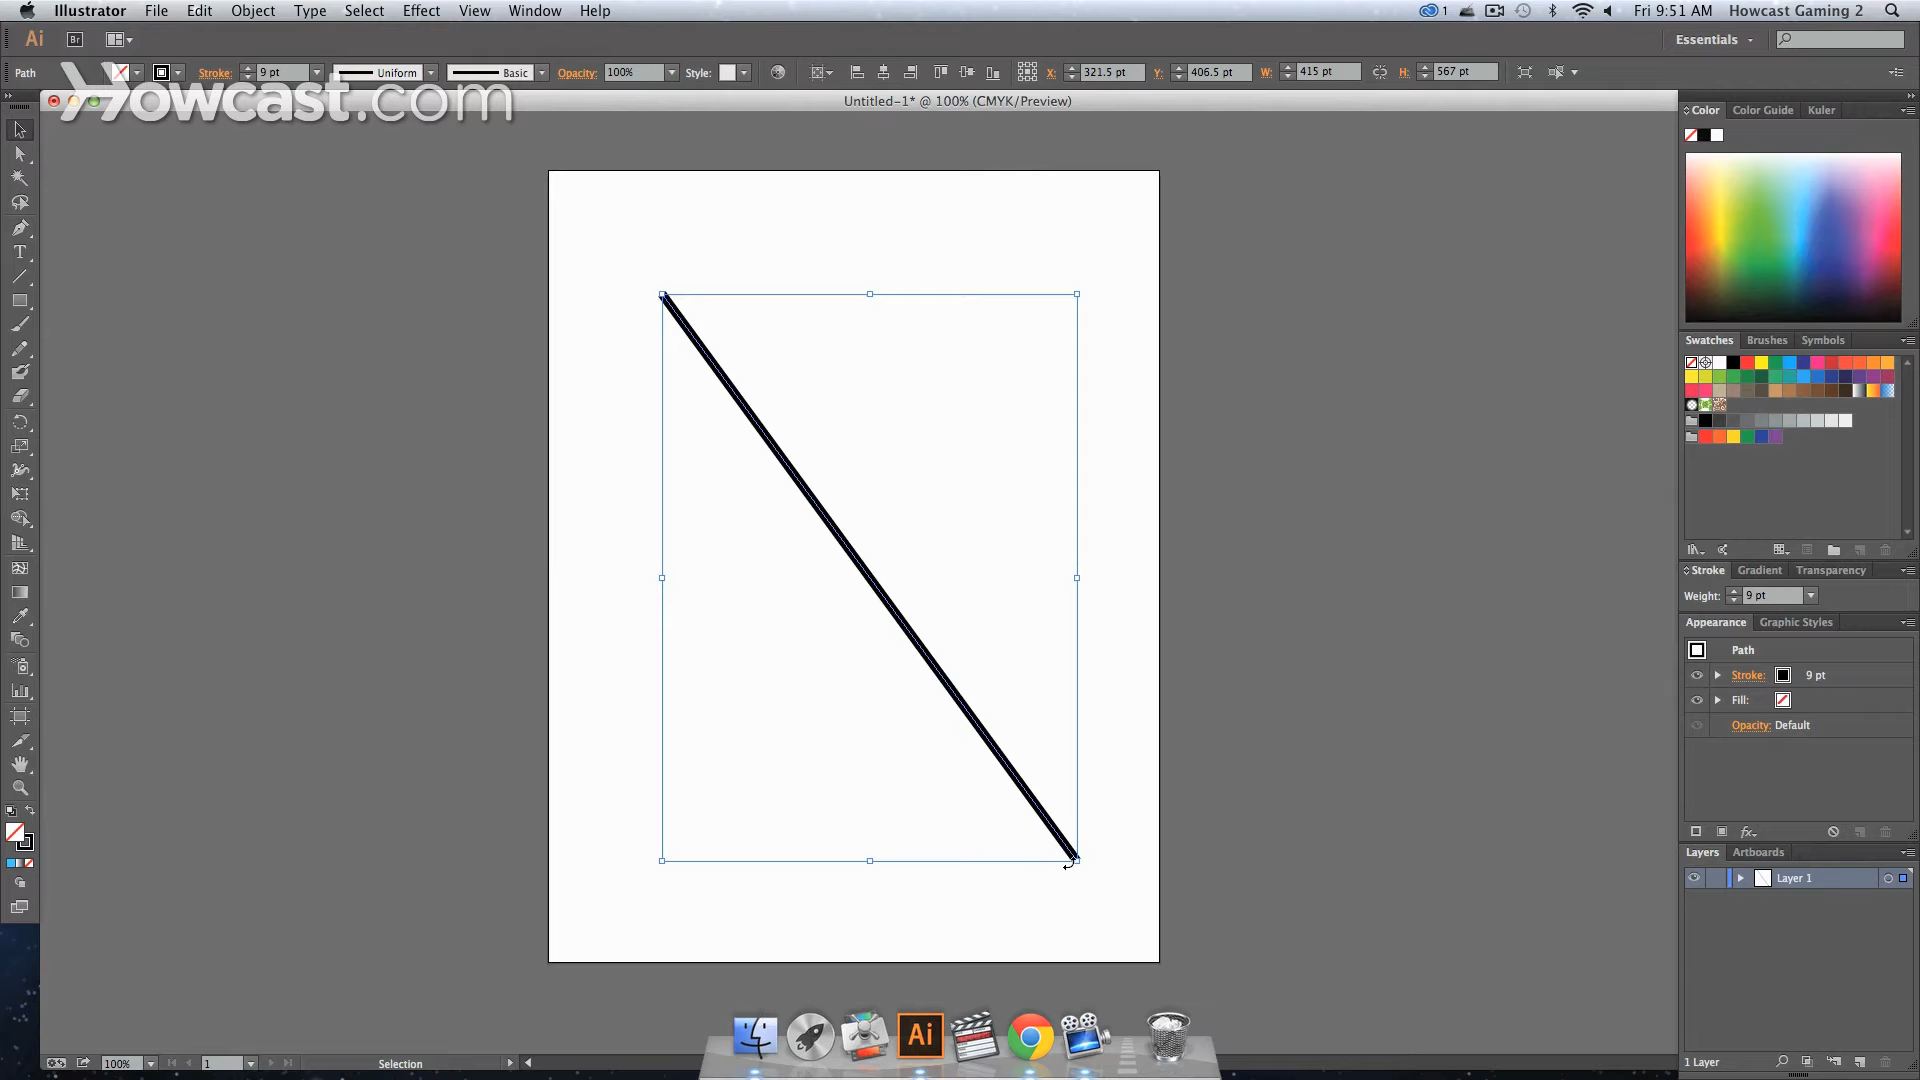 Illustrator File Edit Object Type Select Effect View Window Help
1 Fri 9:51 AM Howcast Gaming 2
Ai Br Essentials
Path Stroke: 9 pt Uniform Basic Opacity: 100% Style: X: 321.5 pt Y: 406.5 pt W: 415 pt H: 567 pt
Howcast.com
Untitled-1* @ 100% (CMYK/Preview)
Color Color Guide Kuler
Swatches Brushes Symbols
Stroke Gradient Transparency
Weight: 9 pt
Appearance Graphic Styles
Path
Stroke: 9 pt
Fill:
Opacity: Default
fx
Layers Artboards
Layer 1
T
Ai
100% 1 Selection
1 Layer